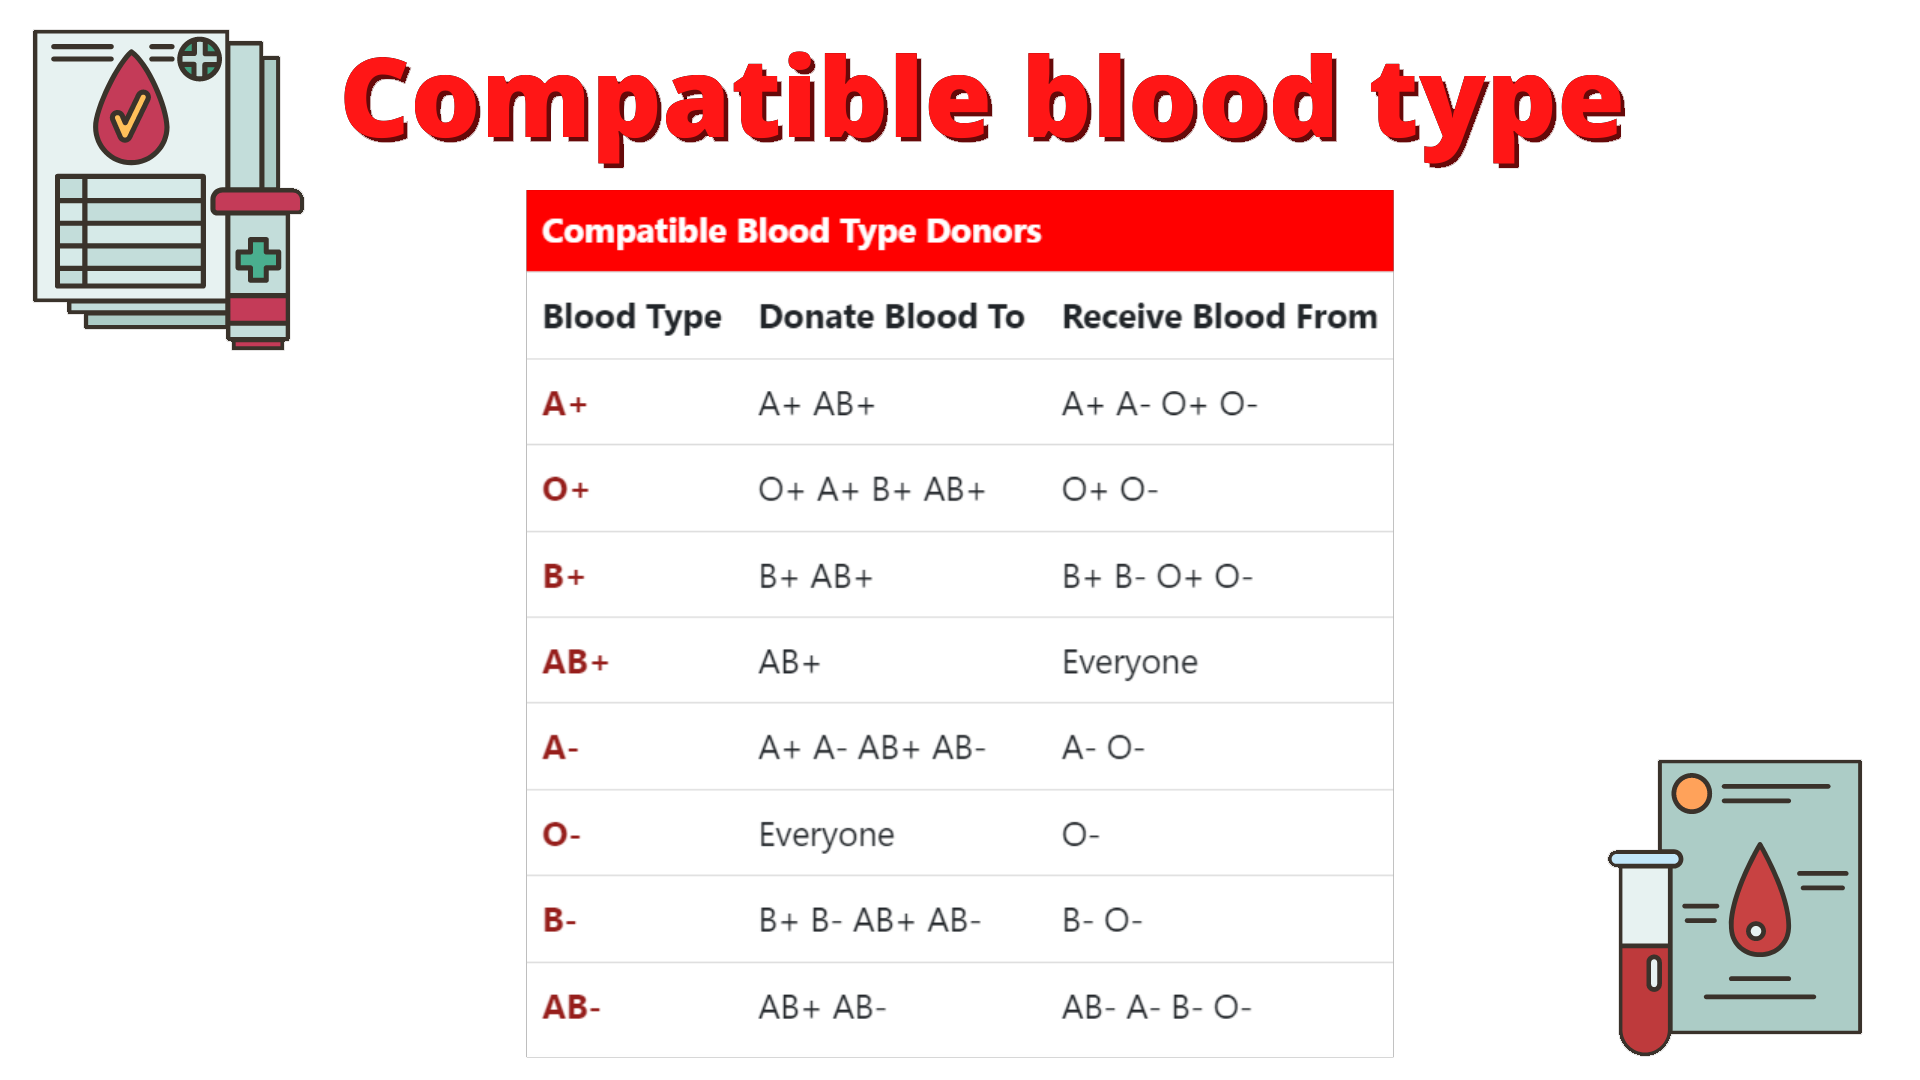 Compatible blood type
Compatible Blood Type Donors
Blood Type Donate Blood To Receive Blood From
A+ A+ AB+ A+ A- O+ O-
O+ O+ A+ B+ AB+ O+ O-
B+ B+ AB+ B+ B- O+ O-
AB+ AB+ Everyone
A- A+ A- AB+ AB- A- O-
O- Everyone O-
B- B+ B- AB+ AB- B- O-
AB- AB+ AB- AB- A- B- O-